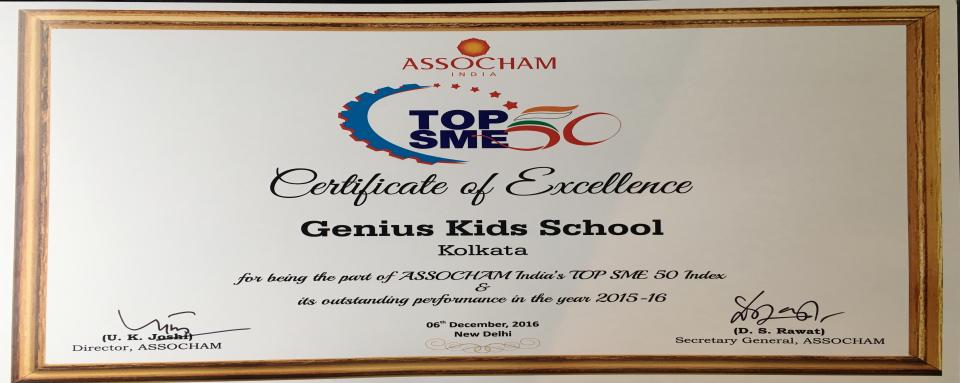 ASSOCHAM
INDIA
TOP
SME 50
Certificate of Excellence
Genius Kids School
Kolkata
for being the part of ASSOCHAM India's TOP SME 50 Index
&
its outstanding performance in the year 2015-16
(U. K. Joshi)
Director, ASSOCHAM
06th December, 2016
New Delhi
(D. S. Rawat)
Secretary General, ASSOCHAM